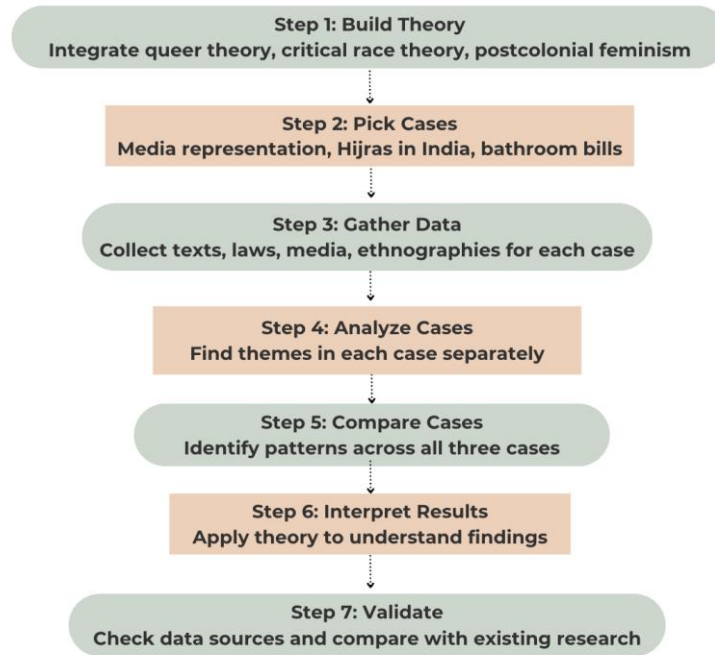 Step 1: Build Theory
Integrate queer theory, critical race theory, postcolonial feminism
Step 2: Pick Cases
Media representation, Hijras in India, bathroom bills
Step 3: Gather Data
Collect texts, laws, media, ethnographies for each case
Step 4: Analyze Cases
Find themes in each case separately
Step 5: Compare Cases
Identify patterns across all three cases
Step 6: Interpret Results
Apply theory to understand findings
Step 7: Validate
Check data sources and compare with existing research